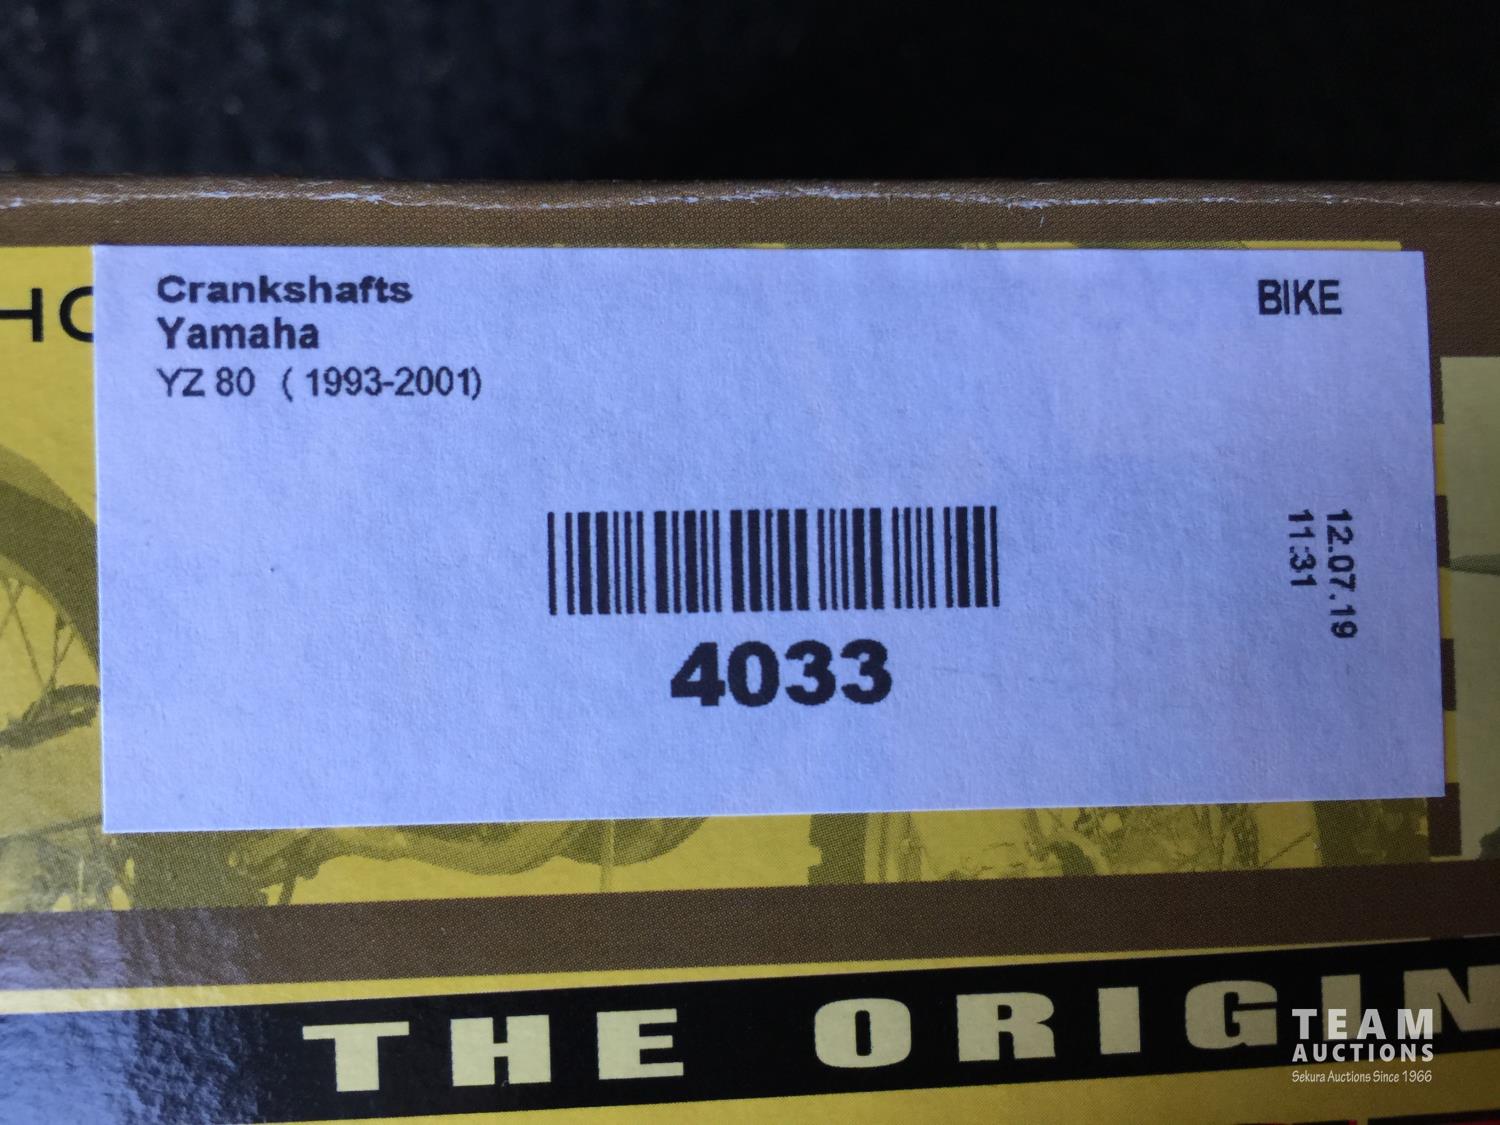 HO
Crankshafts
Yamaha
YZ 80 ( 1993-2001)
BIKE
12.07.19
11:31
4033
THE ORIGIN
TEAM
AUCTIONS
Sekura Auctions Since 1966